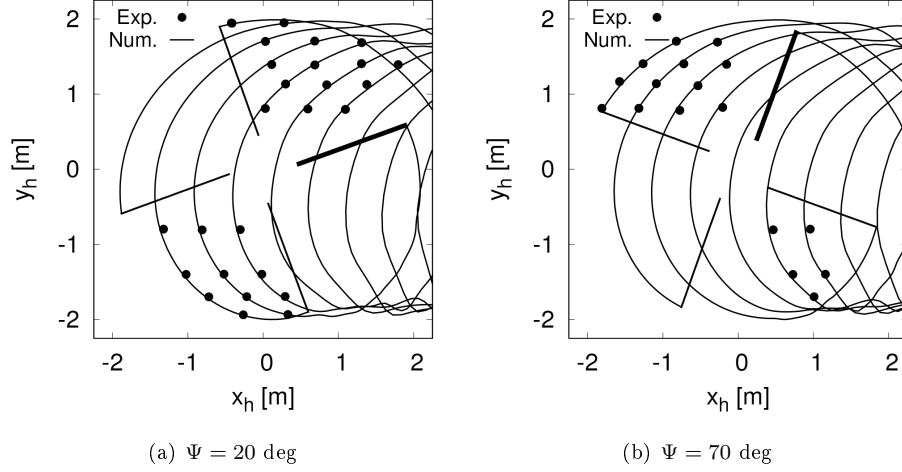 Exp.
Num.
2
1
0
-1
-2
y_h [m]
-2 -1 0 1 2
x_h [m]
(a) Ψ = 20 deg
Exp.
Num.
2
1
0
-1
-2
y_h [m]
-2 -1 0 1 2
x_h [m]
(b) Ψ = 70 deg